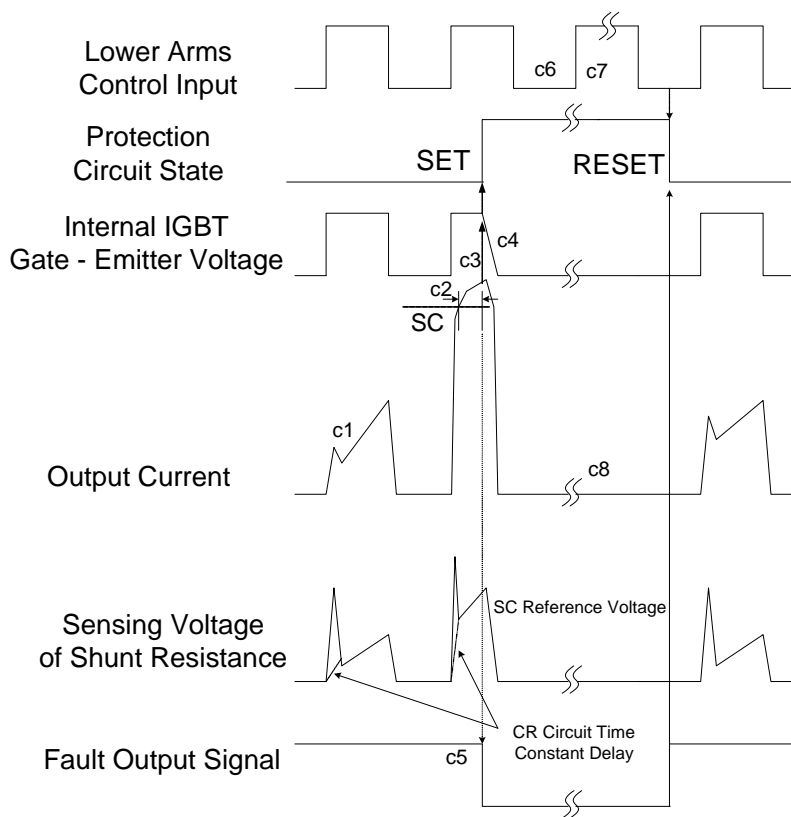 Lower Arms
Control Input
c6
c7
Protection
Circuit State
SET
RESET
Internal IGBT
Gate - Emitter Voltage
c4
c3
c2
SC
c1
Output Current
c8
SC Reference Voltage
Sensing Voltage
of Shunt Resistance
CR Circuit Time
Constant Delay
Fault Output Signal
c5